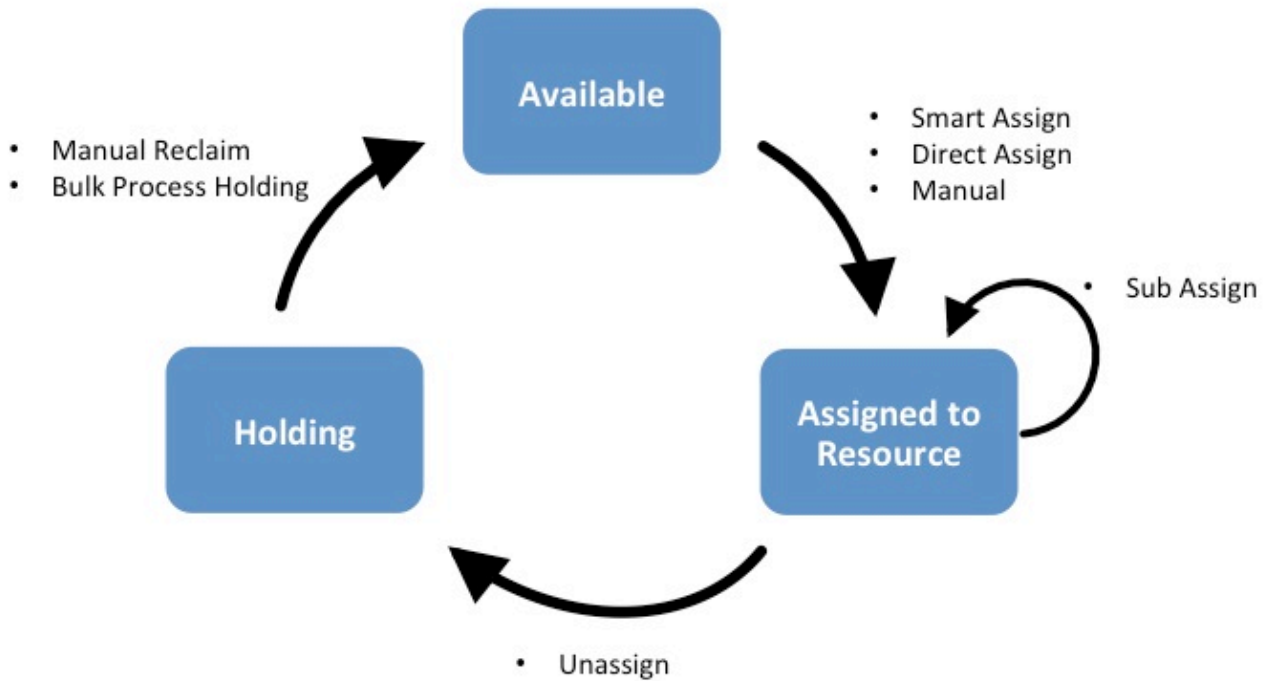 Available
• Smart Assign
• Direct Assign
• Manual
• Manual Reclaim
• Bulk Process Holding
• Sub Assign
Assigned to
Resource
Holding
• Unassign